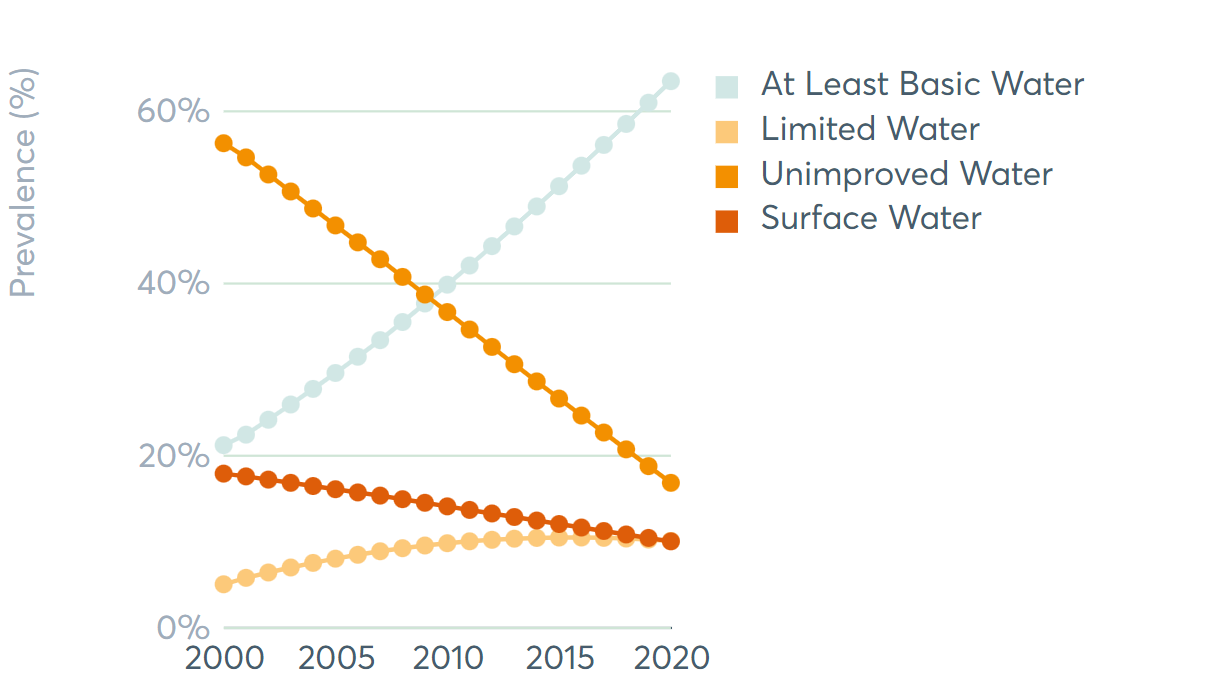 Prevalence (%)
60%
40%
20%
0%
2000 2005 2010 2015 2020
At Least Basic Water
Limited Water
Unimproved Water
Surface Water